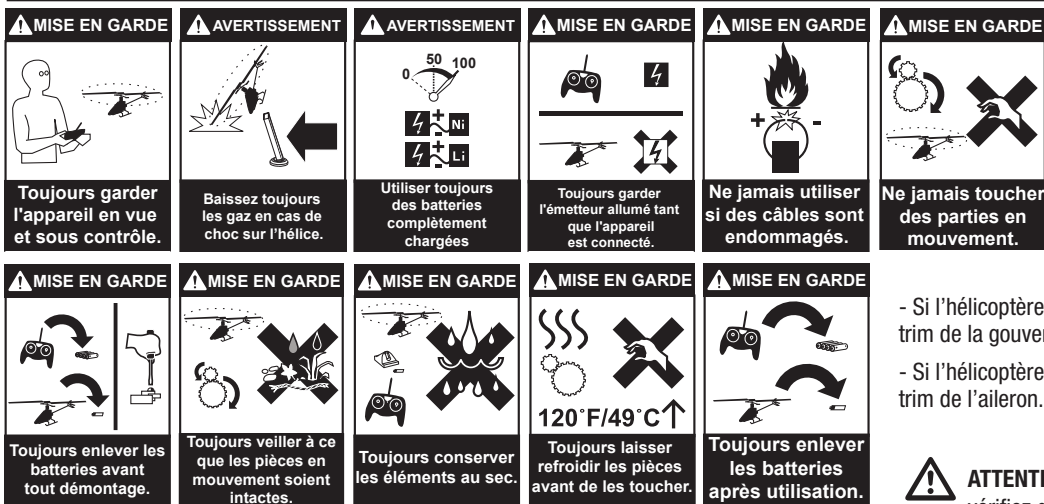 MISE EN GARDE
Toujours garder
l'appareil en vue
et sous contrôle.
AVERTISSEMENT
Baissez toujours
les gaz en cas de
choc sur l’hélice.
AVERTISSEMENT
0 50 100
+
Ni
-
+
Li
-
Utiliser toujours
des batteries
complètement
chargées
MISE EN GARDE
Toujours garder
l'émetteur allumé tant
que l'appareil
est connecté.
MISE EN GARDE
+ -
Ne jamais utiliser
si des câbles sont
endommagés.
MISE EN GARDE
Ne jamais toucher
des parties en
mouvement.
MISE EN GARDE
Toujours enlever les
batteries avant
tout démontage.
MISE EN GARDE
Toujours veiller à ce
que les pièces en
mouvement soient
intactes.
MISE EN GARDE
Toujours conserver
les éléments au sec.
MISE EN GARDE
120°F/49°C↑
Toujours laisser
refroidir les pièces
avant de les toucher.
MISE EN GARDE
Toujours enlever
les batteries
après utilisation.
- Si l’hélicoptère
trim de la gouver
- Si l’hélicoptère
trim de l’aileron.